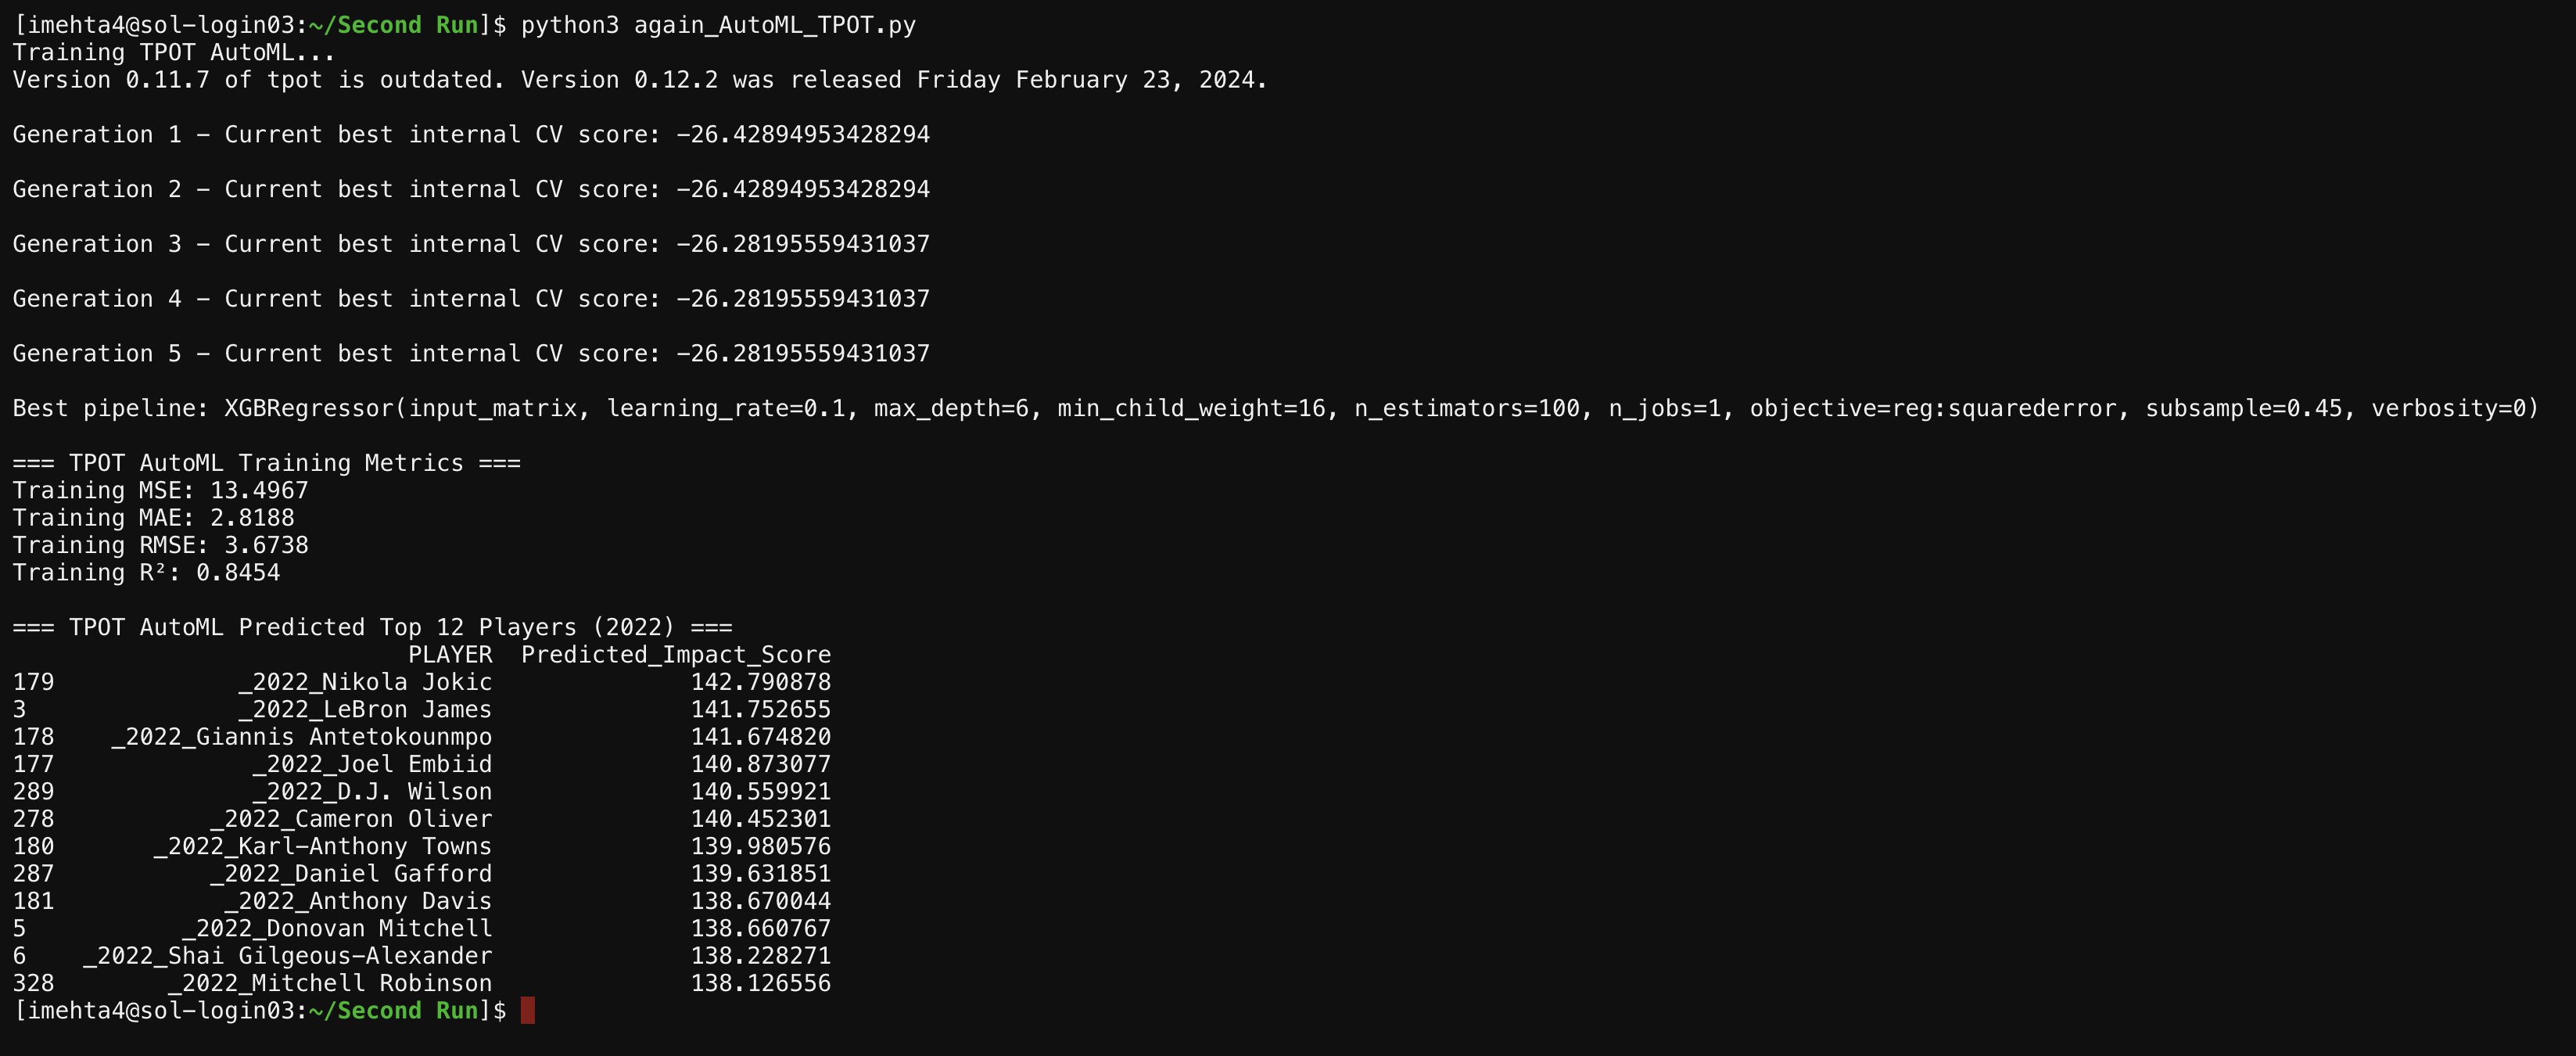 [imehta4@sol-login03:~/Second Run]$ python3 again_AutoML_TPOT.py
Training TPOT AutoML...
Version 0.11.7 of tpot is outdated. Version 0.12.2 was released Friday February 23, 2024.
Generation 1 - Current best internal CV score: -26.42894953428294
Generation 2 - Current best internal CV score: -26.42894953428294
Generation 3 - Current best internal CV score: -26.28195559431037
Generation 4 - Current best internal CV score: -26.28195559431037
Generation 5 - Current best internal CV score: -26.28195559431037
Best pipeline: XGBRegressor(input_matrix, learning_rate=0.1, max_depth=6, min_child_weight=16, n_estimators=100, n_jobs=1, objective=reg:squarederror, subsample=0.45, verbosity=0)
=== TPOT AutoML Training Metrics ===
Training MSE: 13.4967
Training MAE: 2.8188
Training RMSE: 3.6738
Training R²: 0.8454
=== TPOT AutoML Predicted Top 12 Players (2022) ===
PLAYER Predicted_Impact_Score
179 _2022_Nikola Jokic 142.790878
3 _2022_LeBron James 141.752655
178 _2022_Giannis Antetokounmpo 141.674820
177 _2022_Joel Embiid 140.873077
289 _2022_D.J. Wilson 140.559921
278 _2022_Cameron Oliver 140.452301
180 _2022_Karl-Anthony Towns 139.980576
287 _2022_Daniel Gafford 139.631851
181 _2022_Anthony Davis 138.670044
5 _2022_Donovan Mitchell 138.660767
6 _2022_Shai Gilgeous-Alexander 138.228271
328 _2022_Mitchell Robinson 138.126556
[imehta4@sol-login03:~/Second Run]$